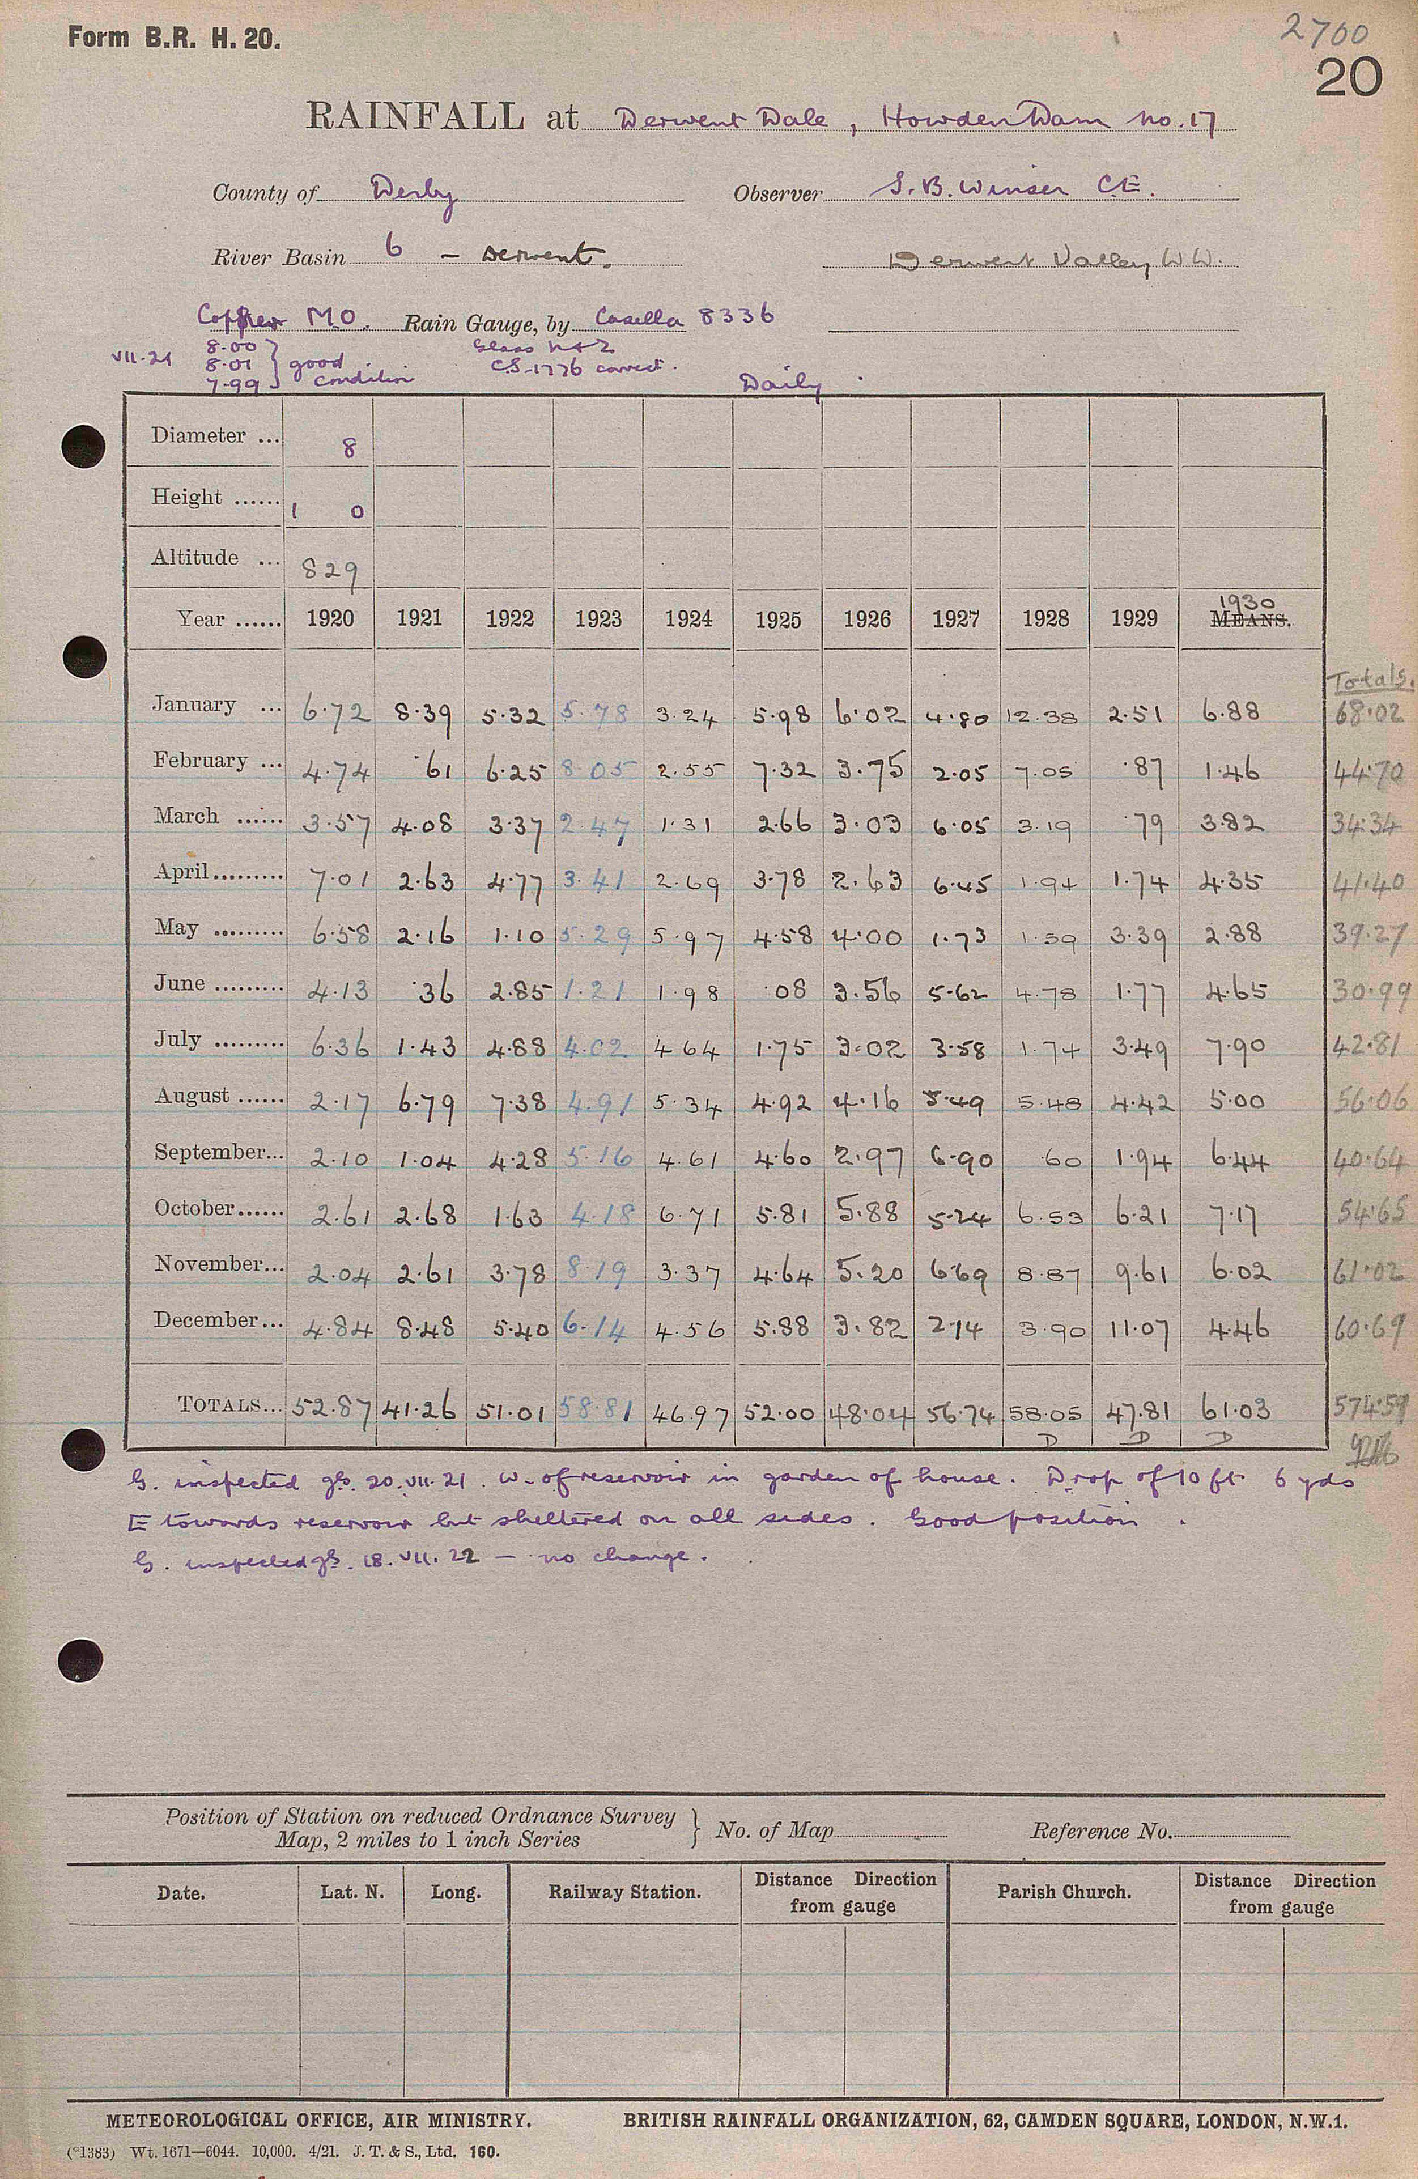 Form B.R. H. 20.
2700
20
RAINFALL at Derwent Dale, Howden Dam no. 17
County of Derby Observer S. B. Winser C.E.
River Basin 6 - Derwent. Derwent Valley W.W.
Copper M.O. Rain Gauge, by Casella 8336
VII.21 8.00 8.01 7.99 } good condition
Glass
C.S. 1776 correct.
Daily
Diameter ... 8
Height ...... 1 0
Altitude ... 829
Year ...... 1920 1921 1922 1923 1924 1925 1926 1927 1928 1929 1930 MEANS.
Totals.
January ... 6.72 8.39 5.32 5.78 3.24 5.98 6.02 4.80 12.38 2.51 6.88 68.02
February ... 4.74 .61 6.25 8.05 2.55 7.32 3.75 2.05 7.05 .87 1.46 44.70
March ...... 3.57 4.08 3.37 2.47 1.31 2.66 3.03 6.05 3.19 .79 3.82 34.34
April......... 7.01 2.63 4.77 3.41 2.69 3.78 2.63 6.45 1.94 1.74 4.35 41.40
May ......... 6.58 2.16 1.10 5.29 5.97 4.58 4.00 1.73 1.59 3.39 2.88 39.27
June ......... 4.13 .36 2.85 1.21 1.98 .08 3.56 5.62 4.78 1.77 4.65 30.99
July ......... 6.36 1.43 4.88 4.02 4.64 1.75 3.02 3.58 1.74 3.49 7.90 42.81
August ...... 2.17 6.79 7.38 4.91 5.34 4.92 4.16 5.49 5.48 4.42 5.00 56.06
September... 2.10 1.04 4.28 5.16 4.61 4.60 2.97 6.90 .60 1.94 6.44 40.64
October...... 2.61 2.68 1.63 4.18 6.71 5.81 5.88 5.24 6.53 6.21 7.17 54.65
November... 2.04 2.61 3.78 8.19 3.37 4.64 5.20 6.69 8.87 9.61 6.02 61.02
December... 4.84 8.48 5.40 6.14 4.56 5.88 3.82 2.14 3.90 11.07 4.46 60.69
TOTALS... 52.87 41.26 51.01 58.81 46.97 52.00 48.04 56.74 58.05 47.81 61.03 574.59
D D D
G. inspected gb. 20.VII.21. W. of reservoir in garden of house. Drop of 10 ft 6 yds
E towards reservoir but sheltered on all sides. Good position.
G. inspected gb. 18.VII.22 — no change.
Position of Station on reduced Ordnance Survey
Map, 2 miles to 1 inch Series } No. of Map Reference No.
Date. Lat. N. Long. Railway Station. Distance Direction from gauge Parish Church. Distance Direction from gauge
METEOROLOGICAL OFFICE, AIR MINISTRY. BRITISH RAINFALL ORGANIZATION, 62, CAMDEN SQUARE, LONDON, N.W.1.
(*1383) Wt. 1671—6044. 10,000. 4/21. J. T. & S., Ltd. 160.